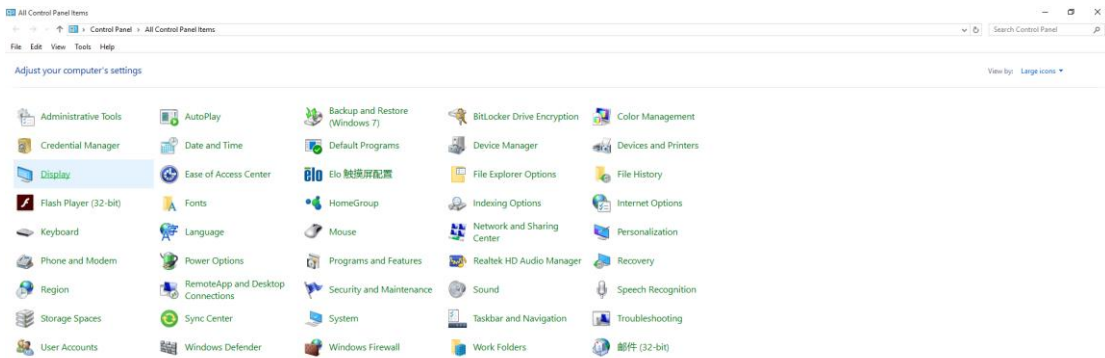 All Control Panel Items
Control Panel > All Control Panel Items
Search Control Panel
File Edit View Tools Help
Adjust your computer's settings
View by: Large icons
Administrative Tools
AutoPlay
Backup and Restore
(Windows 7)
BitLocker Drive Encryption
Color Management
Credential Manager
Date and Time
Default Programs
Device Manager
Devices and Printers
Display
Ease of Access Center
elo
Elo 触摸屏配置
File Explorer Options
File History
Flash Player (32-bit)
Fonts
HomeGroup
Indexing Options
Internet Options
Keyboard
Language
Mouse
Network and Sharing
Center
Personalization
Phone and Modem
Power Options
Programs and Features
Realtek HD Audio Manager
Recovery
Region
RemoteApp and Desktop
Connections
Security and Maintenance
Sound
Speech Recognition
Storage Spaces
Sync Center
System
Taskbar and Navigation
Troubleshooting
User Accounts
Windows Defender
Windows Firewall
Work Folders
邮件 (32-bit)